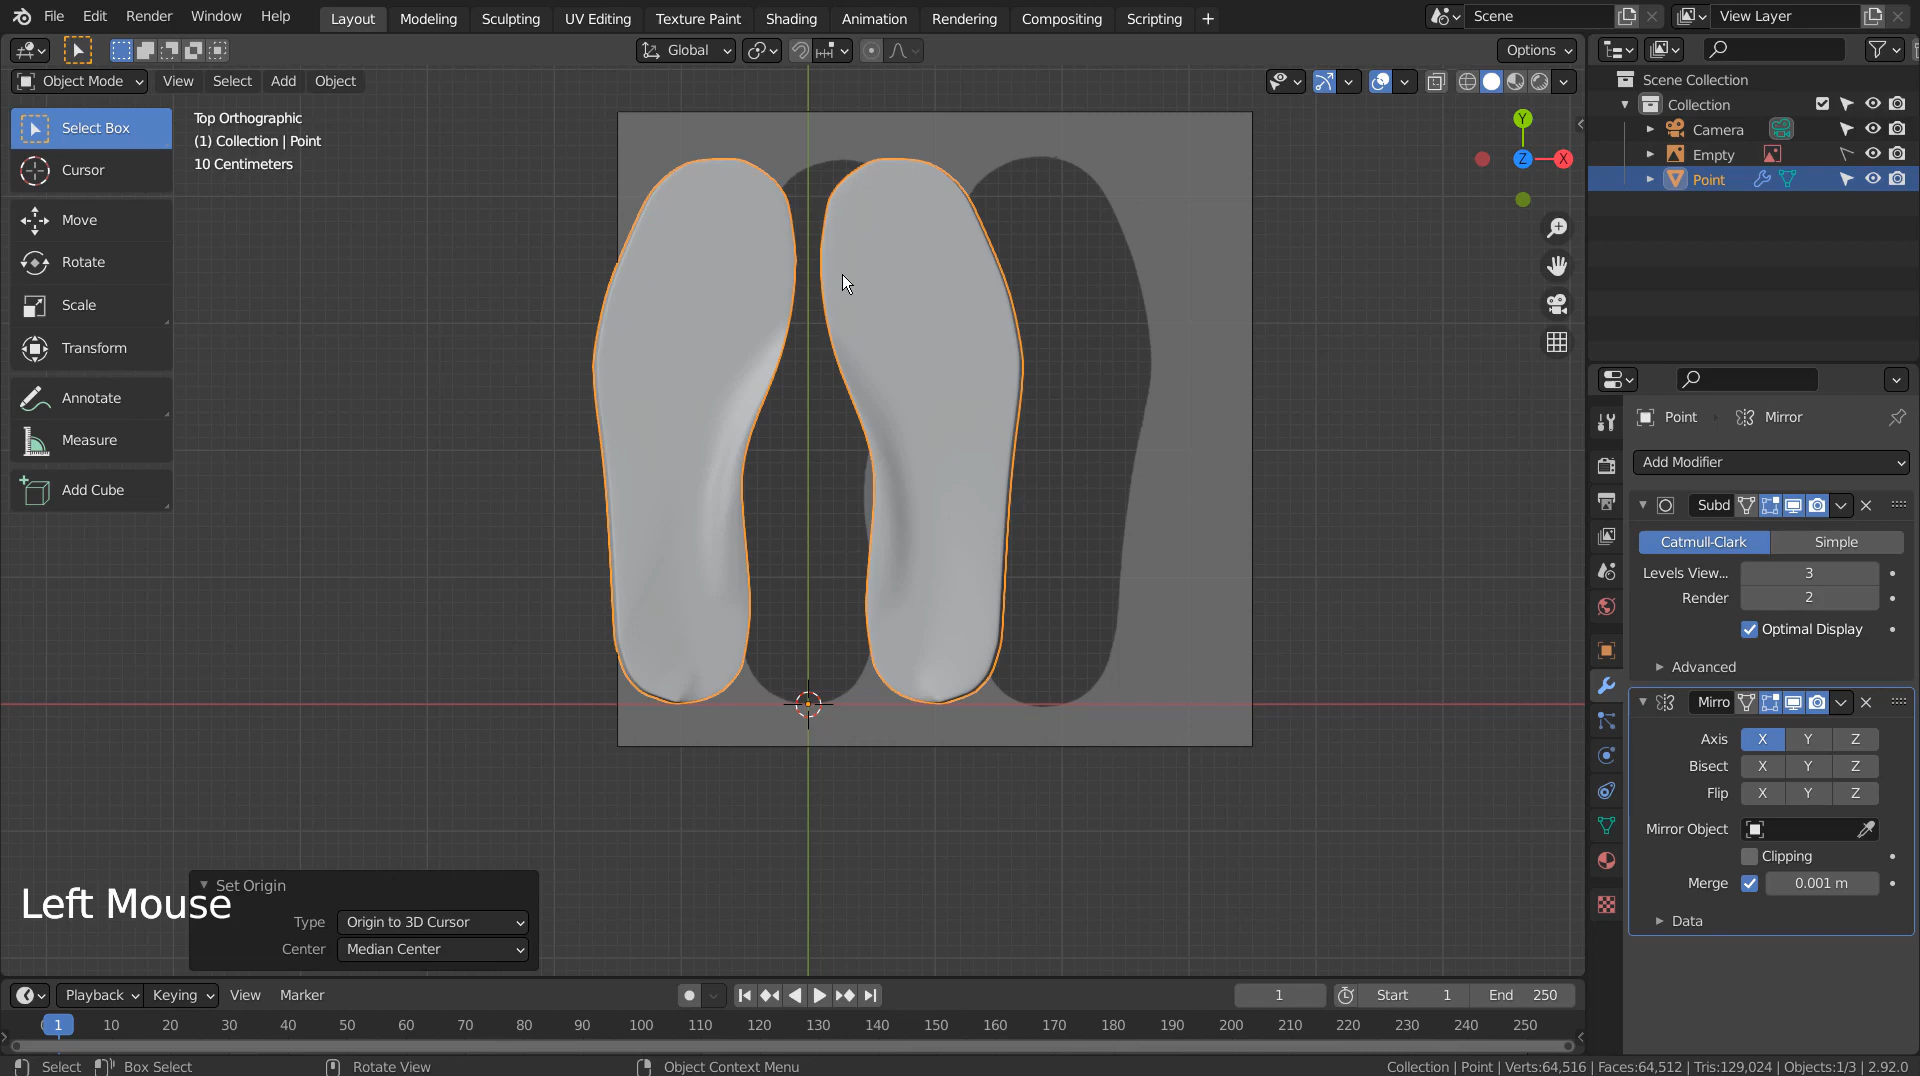 File Edit Render Window Help Layout Modeling Sculpting UV Editing Texture Paint Shading Animation Rendering Compositing Scripting + Scene View Layer
Global Options
Object Mode View Select Add Object
Scene Collection
Collection
Camera
Empty
Point
Select Box
Cursor
Move
Rotate
Scale
Transform
Annotate
Measure
Add Cube
Top Orthographic
(1) Collection | Point
10 Centimeters
Y
Z
X
Point Mirror
Add Modifier
Subd
Catmull-Clark Simple
Levels View... 3
Render 2
Optimal Display
Advanced
Mirro
Axis X Y Z
Bisect X Y Z
Flip X Y Z
Mirror Object
Clipping
Merge 0.001 m
Data
Left Mouse
Set Origin
Type Origin to 3D Cursor
Center Median Center
Playback Keying View Marker 1 Start 1 End 250
1 10 20 30 40 50 60 70 80 90 100 110 120 130 140 150 160 170 180 190 200 210 220 230 240 250
Select Box Select Rotate View Object Context Menu Collection | Point | Verts:64,516 | Faces:64,512 | Tris:129,024 | Objects:1/3 | 2.92.0